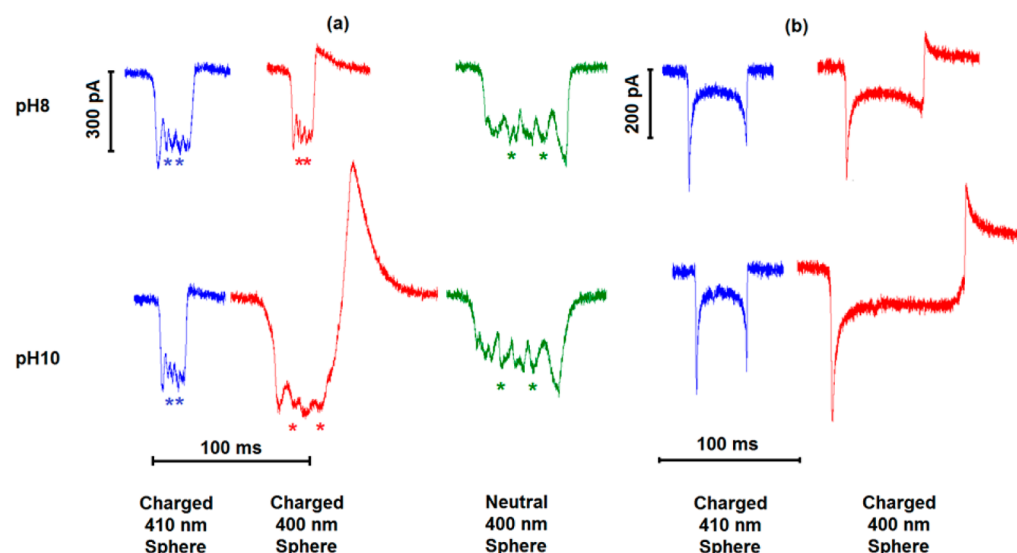 (a)
(b)
pH8
300 pA
200 pA
* *
* *
* *
pH10
* *
* *
* *
100 ms
100 ms
Charged
410 nm
Sphere
Charged
400 nm
Sphere
Neutral
400 nm
Sphere
Charged
410 nm
Sphere
Charged
400 nm
Sphere